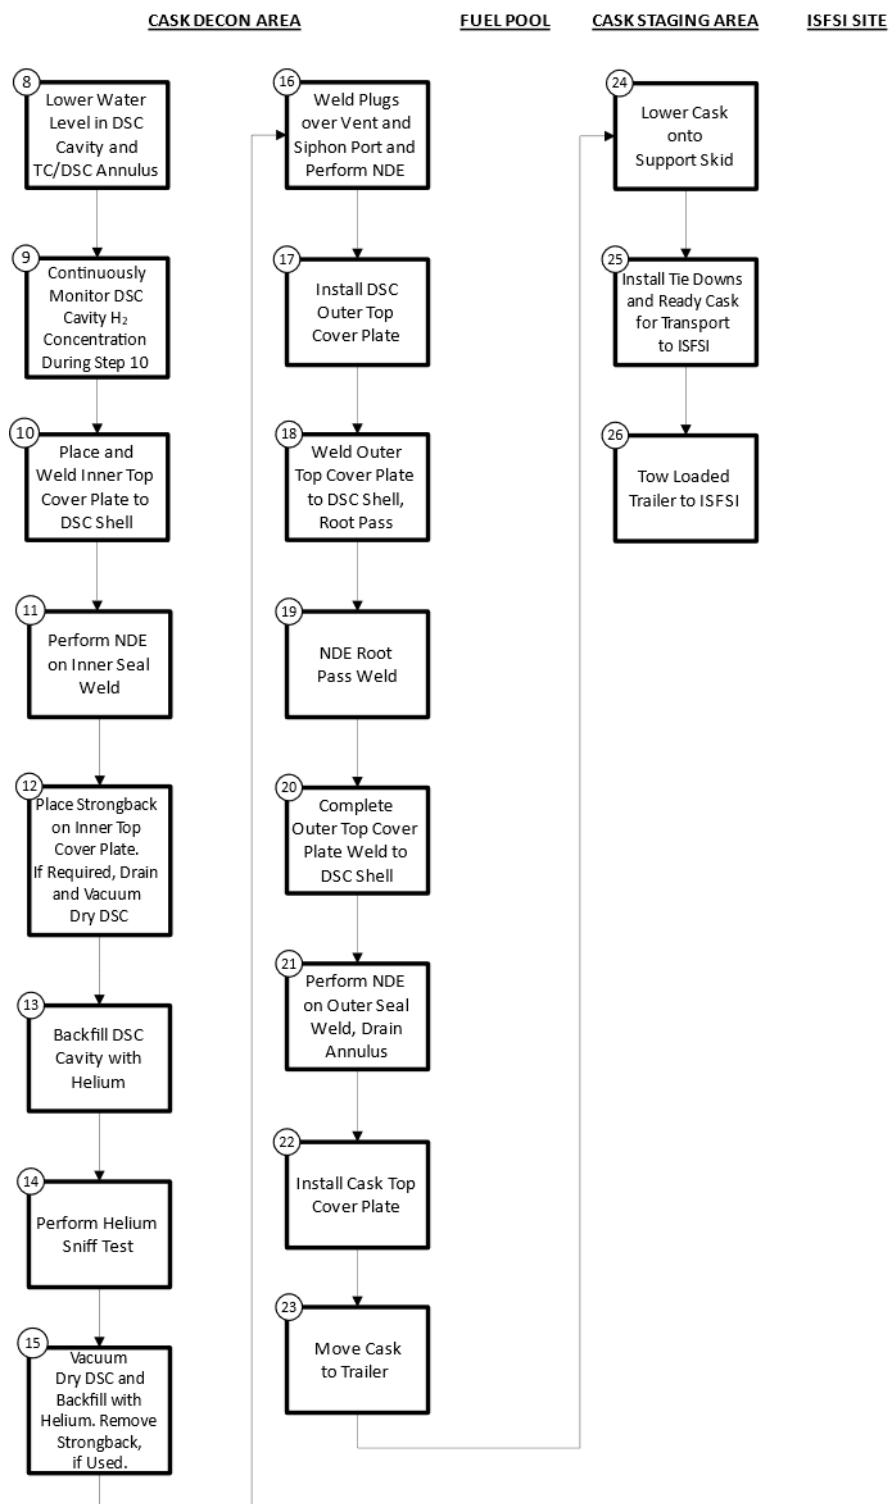 CASK DECON AREA
FUEL POOL
CASK STAGING AREA
ISFSI SITE
8
Lower Water
Level in DSC
Cavity and
TC/DSC Annulus
9
Continuously
Monitor DSC
Cavity H₂
Concentration
During Step 10
10
Place and
Weld Inner Top
Cover Plate to
DSC Shell
11
Perform NDE
on Inner Seal
Weld
12
Place Strongback
on Inner Top
Cover Plate.
If Required, Drain
and Vacuum
Dry DSC
13
Backfill DSC
Cavity with
Helium
14
Perform Helium
Sniff Test
15
Vacuum
Dry DSC and
Backfill with
Helium. Remove
Strongback,
if Used.
16
Weld Plugs
over Vent and
Siphon Port and
Perform NDE
17
Install DSC
Outer Top
Cover Plate
18
Weld Outer
Top Cover Plate
to DSC Shell,
Root Pass
19
NDE Root
Pass Weld
20
Complete
Outer Top Cover
Plate Weld to
DSC Shell
21
Perform NDE
on Outer Seal
Weld, Drain
Annulus
22
Install Cask Top
Cover Plate
23
Move Cask
to Trailer
24
Lower Cask
onto
Support Skid
25
Install Tie Downs
and Ready Cask
for Transport
to ISFSI
26
Tow Loaded
Trailer to ISFSI